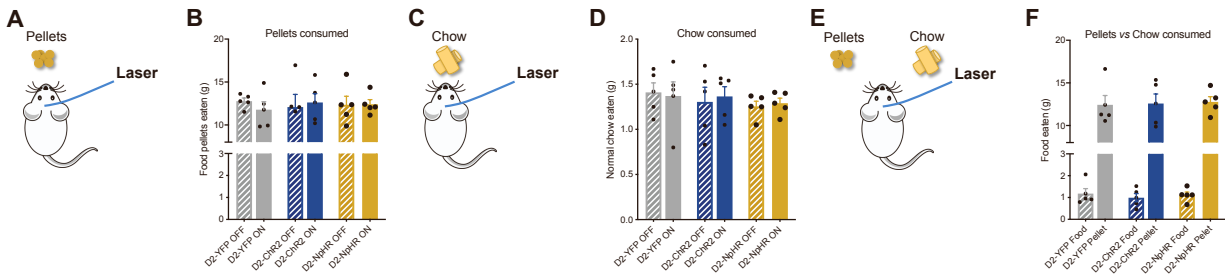 A
Pellets
Laser
B
Pellets consumed
Food pellets eaten (g)
20
15
10
3
2
1
0
D2-YFP OFF
D2-YFP ON
D2-ChR2 OFF
D2-ChR2 ON
D2-NpHR OFF
D2-NpHR ON
C
Chow
Laser
D
Chow consumed
Normal chow eaten (g)
2.0
1.5
1.0
0.5
0.0
D2-YFP OFF
D2-YFP ON
D2-ChR2 OFF
D2-ChR2 ON
D2-NpHR OFF
D2-NpHR ON
E
Pellets
Chow
Laser
F
Pellets vs Chow consumed
Food eaten (g)
20
15
10
3
2
1
0
D2-YFP Food
D2-YFP Pellet
D2-ChR2 Food
D2-ChR2 Pellet
D2-NpHR Food
D2-NpHR Pellet